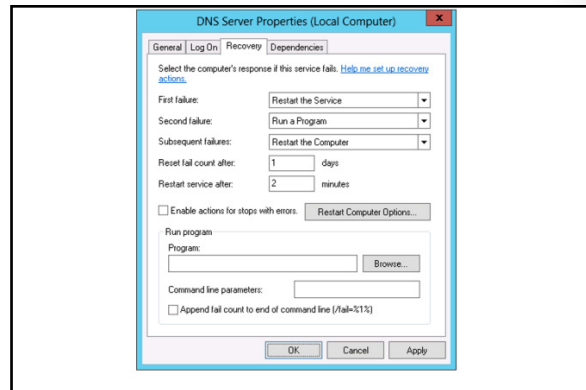 DNS Server Properties (Local Computer)
x
General Log On Recovery Dependencies
Select the computer's response if this service fails. Help me set up recovery
actions.
First failure: Restart the Service
Second failure: Run a Program
Subsequent failures: Restart the Computer
Reset fail count after: 1 days
Restart service after: 2 minutes
Enable actions for stops with errors. Restart Computer Options...
Run program
Program:
Browse...
Command line parameters:
Append fail count to end of command line (/fail=%1%)
OK Cancel Apply